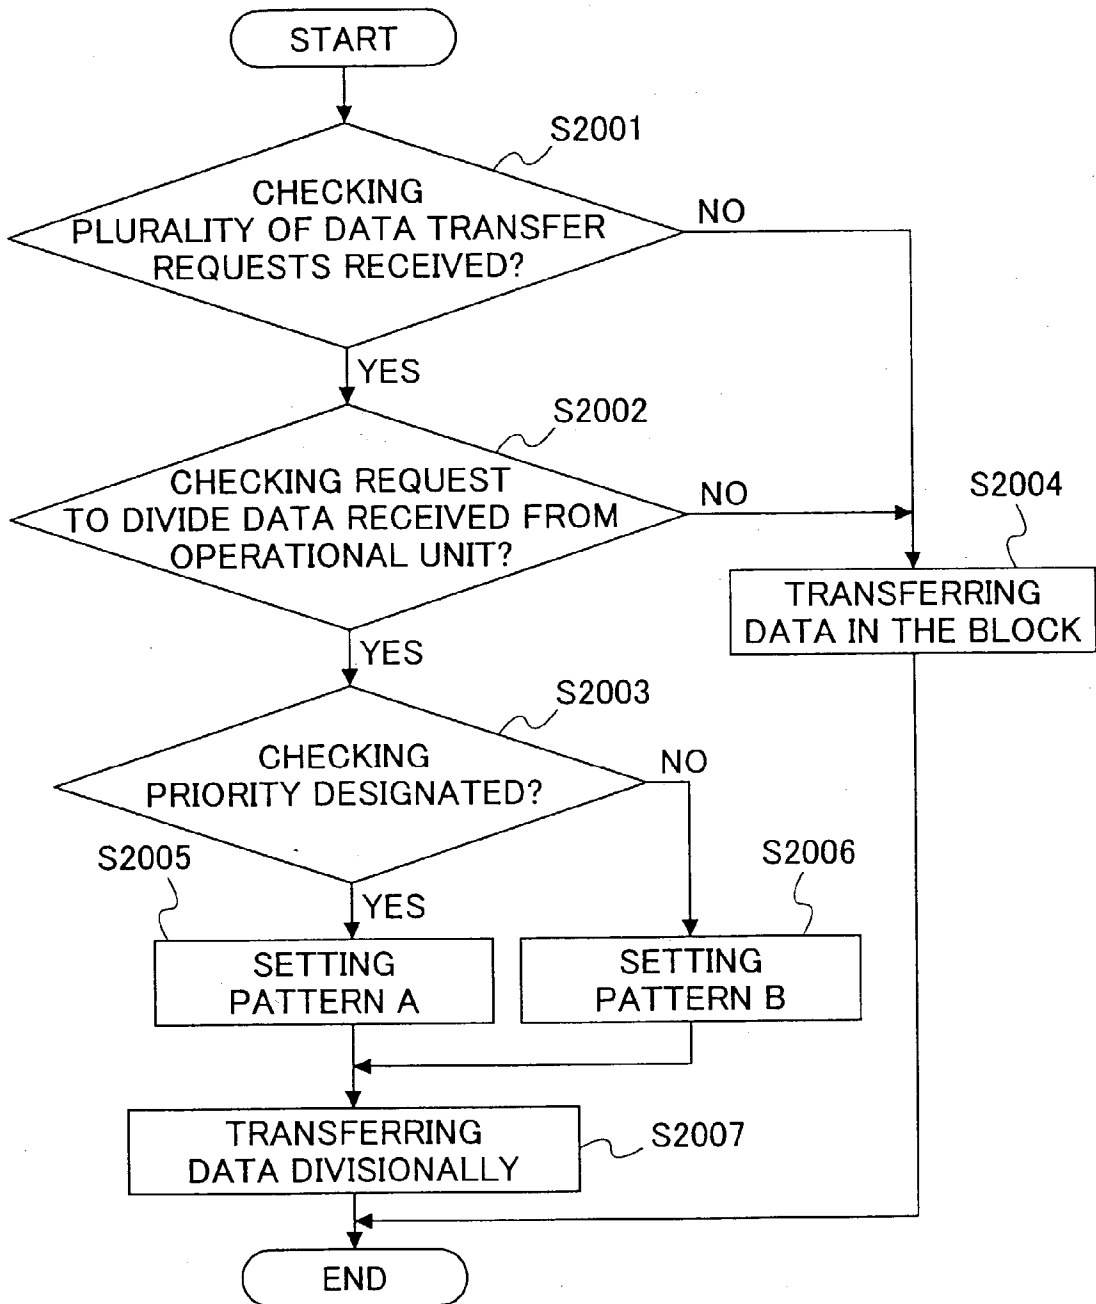 START
S2001
CHECKING
PLURALITY OF DATA TRANSFER
REQUESTS RECEIVED?
NO
YES
S2002
CHECKING REQUEST
TO DIVIDE DATA RECEIVED FROM
OPERATIONAL UNIT?
NO
S2004
TRANSFERRING
DATA IN THE BLOCK
YES
S2003
CHECKING
PRIORITY DESIGNATED?
NO
S2005
S2006
YES
SETTING
PATTERN A
SETTING
PATTERN B
TRANSFERRING
DATA DIVISIONALLY
S2007
END